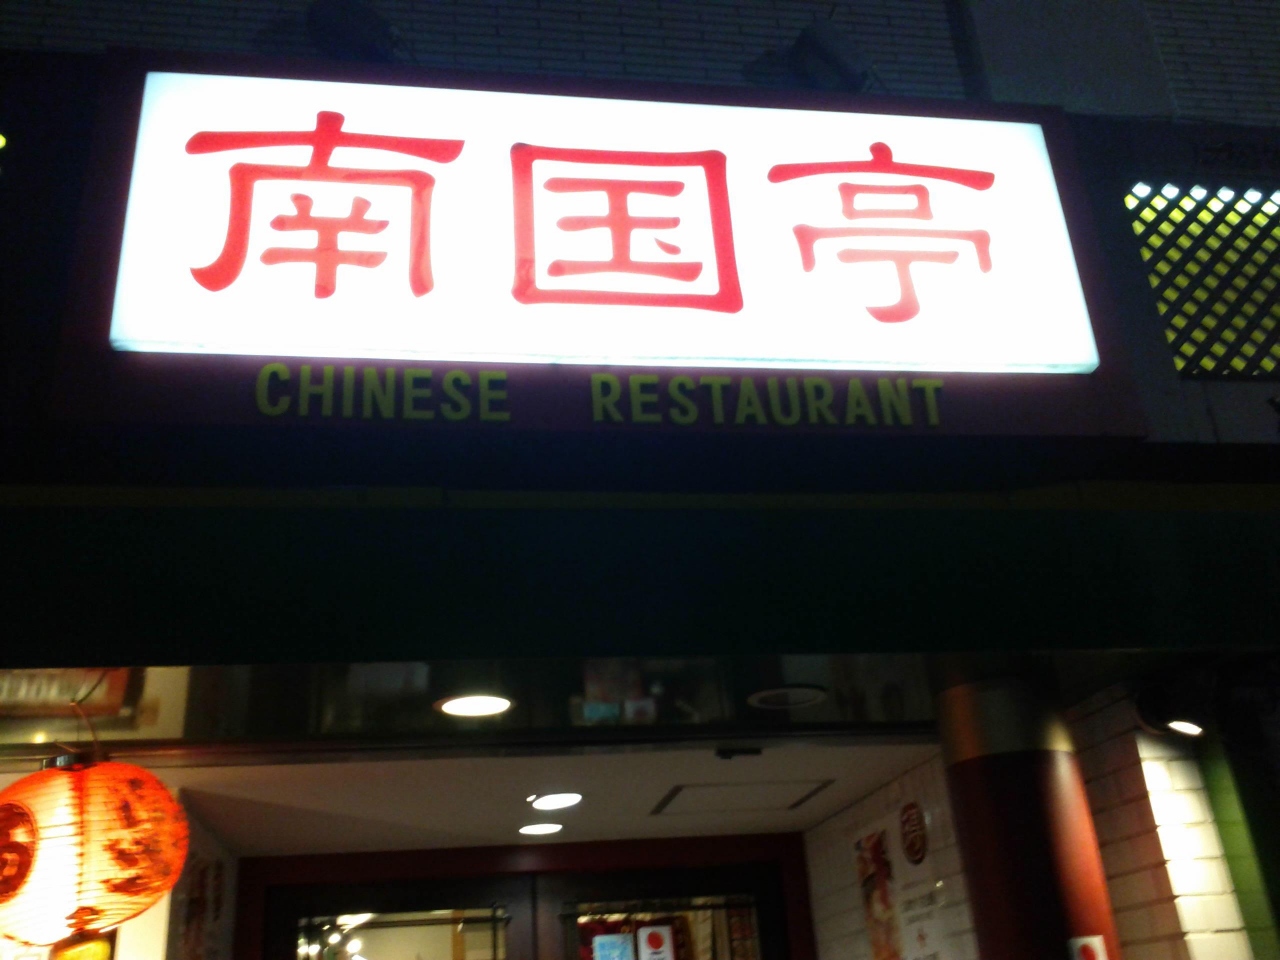 南国亭
CHINESE RESTAURANT